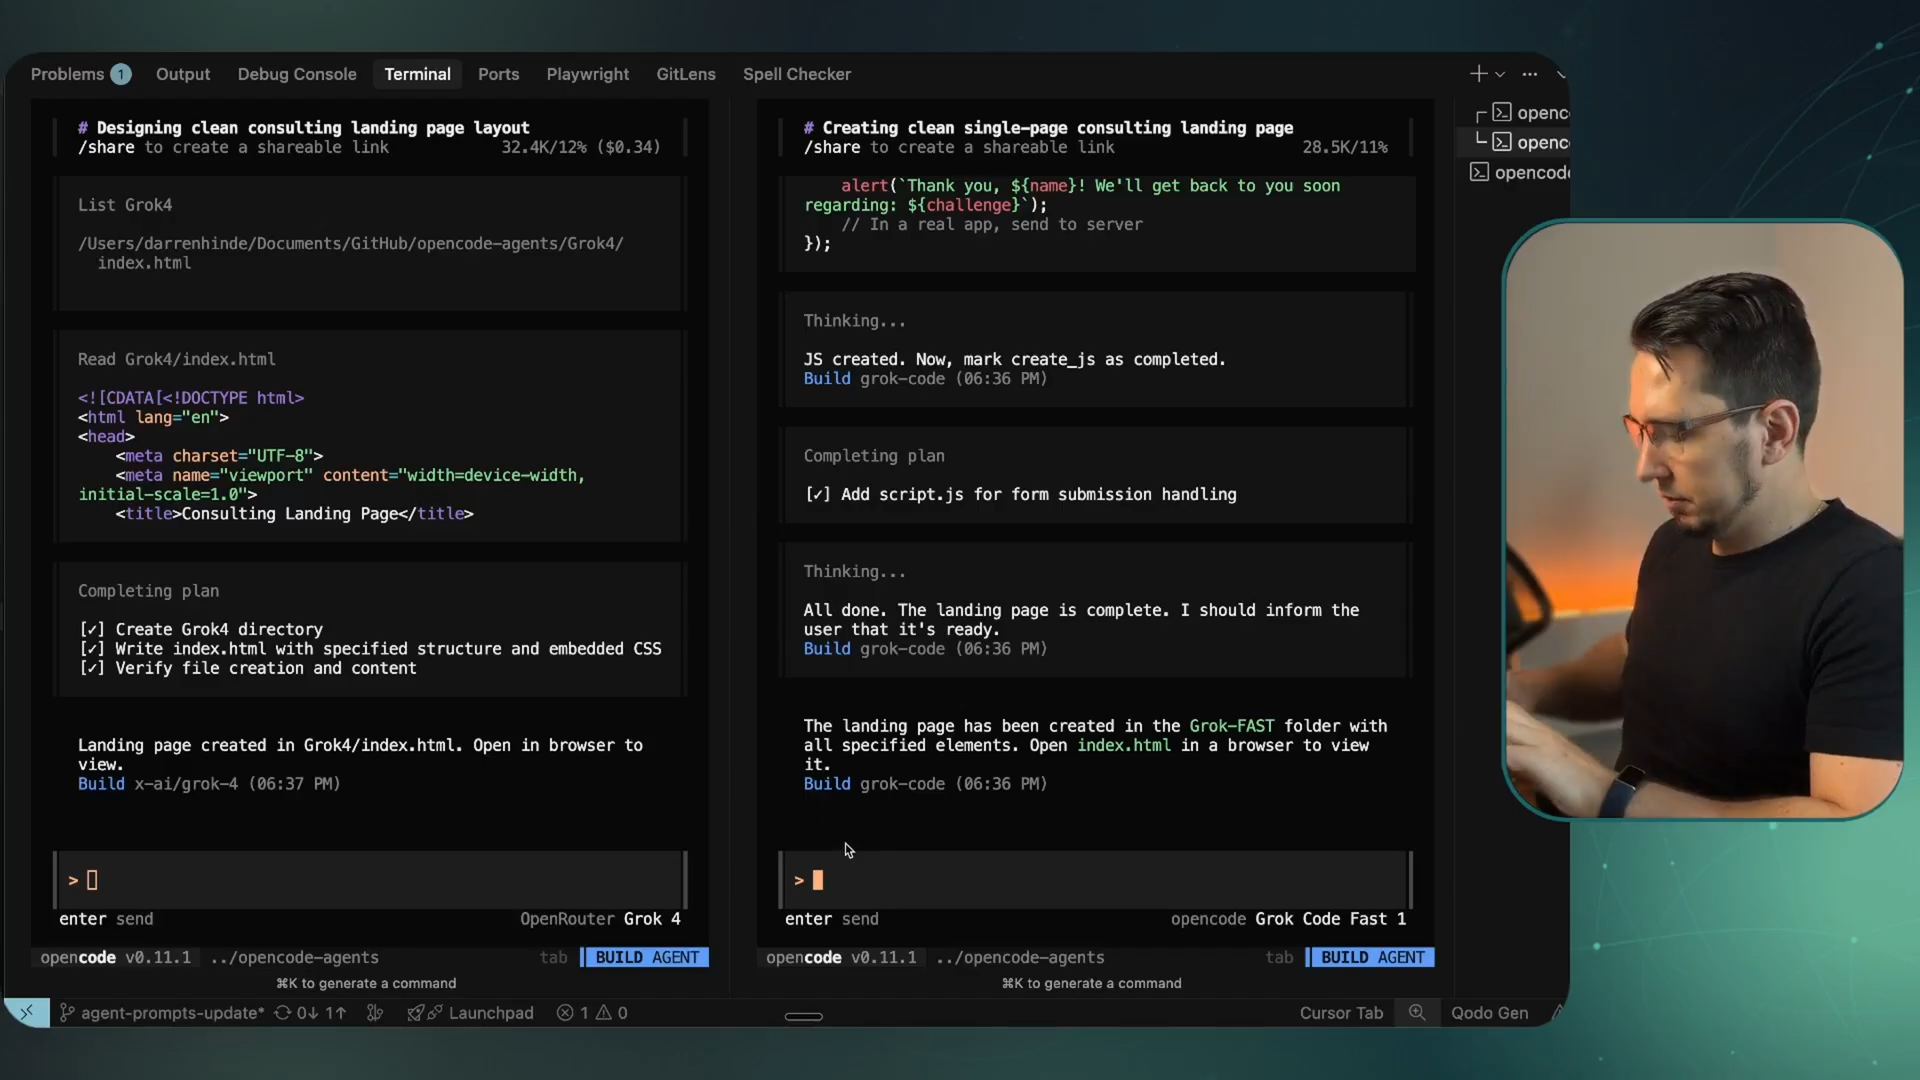 Problems 1 Output Debug Console Terminal Ports Playwright GitLens Spell Checker
# Designing clean consulting landing page layout
/share to create a shareable link 32.4K/12% ($0.34)
List Grok4
/Users/darrenhinde/Documents/GitHub/opencode-agents/Grok4/
index.html
Read Grok4/index.html
<![CDATA[<!DOCTYPE html>
<html lang="en">
<head>
<meta charset="UTF-8">
<meta name="viewport" content="width=device-width,
initial-scale=1.0">
<title>Consulting Landing Page</title>
Completing plan
[✓] Create Grok4 directory
[✓] Write index.html with specified structure and embedded CSS
[✓] Verify file creation and content
Landing page created in Grok4/index.html. Open in browser to
view.
Build x-ai/grok-4 (06:37 PM)
>
enter send OpenRouter Grok 4
opencode v0.11.1 ../opencode-agents tab BUILD AGENT
⌘K to generate a command
# Creating clean single-page consulting landing page
/share to create a shareable link 28.5K/11%
alert(`Thank you, ${name}! We'll get back to you soon
regarding: ${challenge}`);
// In a real app, send to server
});
Thinking...
JS created. Now, mark create_js as completed.
Build grok-code (06:36 PM)
Completing plan
[✓] Add script.js for form submission handling
Thinking...
All done. The landing page is complete. I should inform the
user that it's ready.
Build grok-code (06:36 PM)
The landing page has been created in the Grok-FAST folder with
all specified elements. Open index.html in a browser to view
it.
Build grok-code (06:36 PM)
>
enter send opencode Grok Code Fast 1
opencode v0.11.1 ../opencode-agents tab BUILD AGENT
⌘K to generate a command
openc
openc
opencode
agent-prompts-update* 0↓ 1↑ Launchpad 1 0 Cursor Tab Qodo Gen